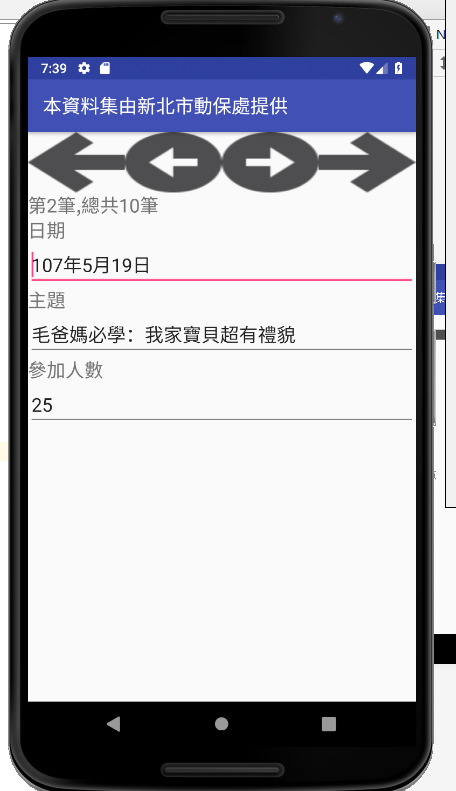 N
7:39
本資料集由新北市動保處提供
第2筆,總共10筆
日期
107年5月19日
主題
毛爸媽必學：我家寶貝超有禮貌
參加人數
25